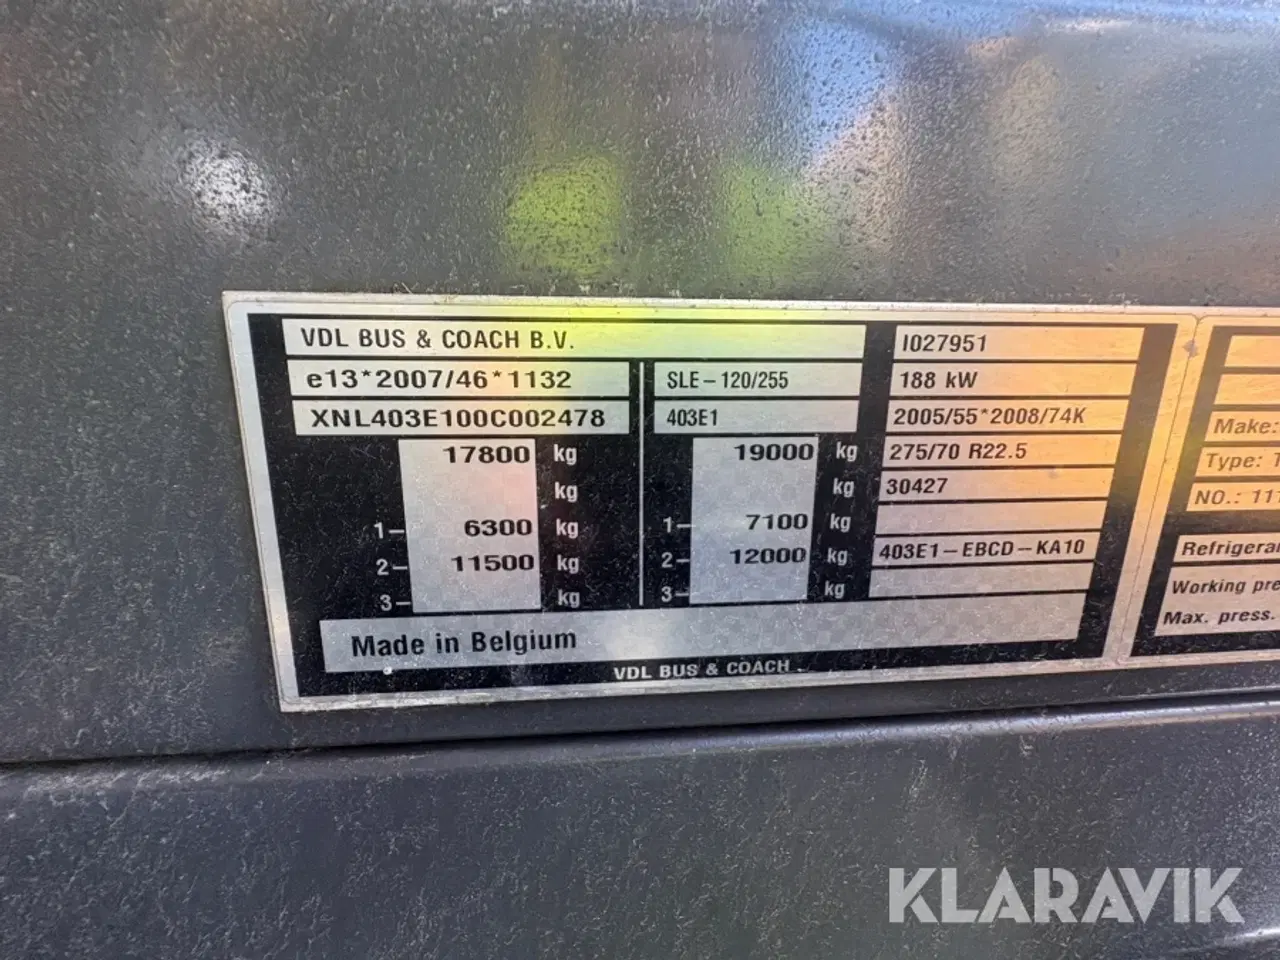 VDL BUS & COACH B.V.
e13*2007/46*1132
SLE-120/255
XNL403E100C002478
403E1
17800 kg
kg
1- 6300 kg
2- 11500 kg
3- kg
19000 kg
kg
1- 7100 kg
2- 12000 kg
3- kg
I027951
188 kW
2005/55*2008/74K
275/70 R22.5
30427
403E1-EBCD-KA10
Made in Belgium
VDL BUS & COACH
Make:
Type:
NO.:
Working
Max. press.
KLARAVIK